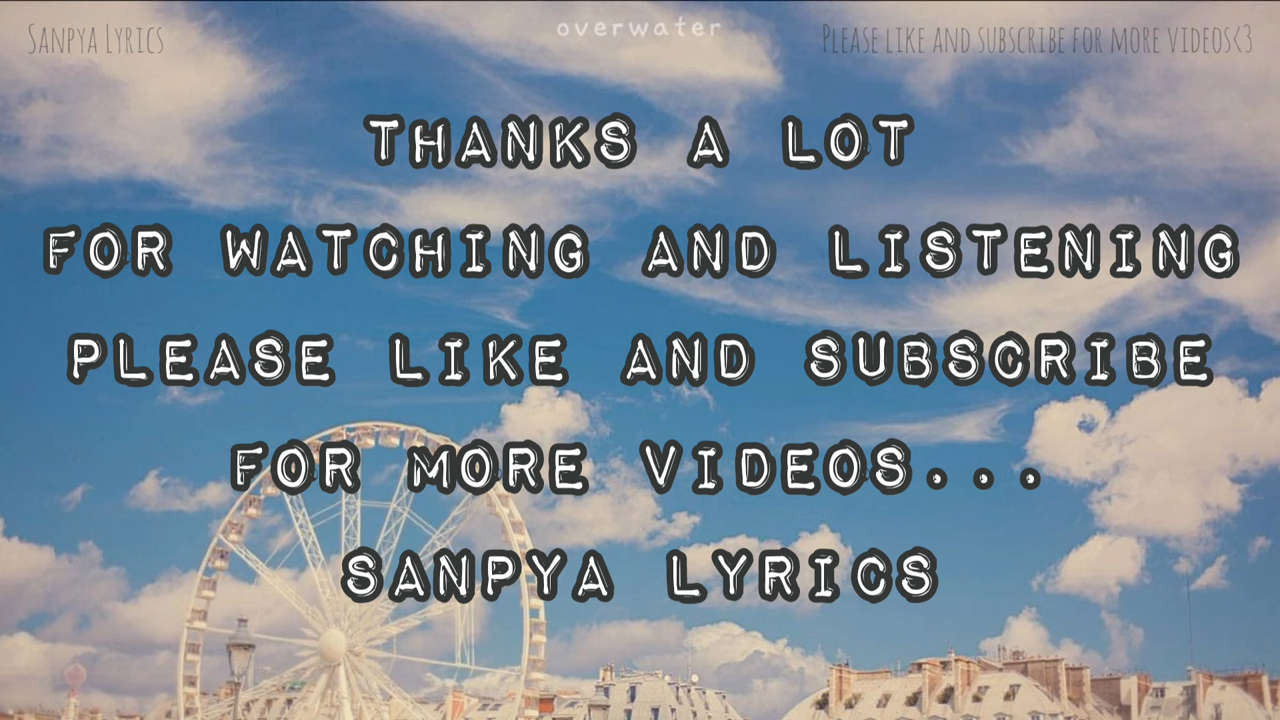 Sanpya Lyrics
overwater
Please like and subscribe for more videos<3
THANKS A LOT
FOR WATCHING AND LISTENING
PLEASE LIKE AND SUBSCRIBE
FOR MORE VIDEOS...
SANPYA LYRICS